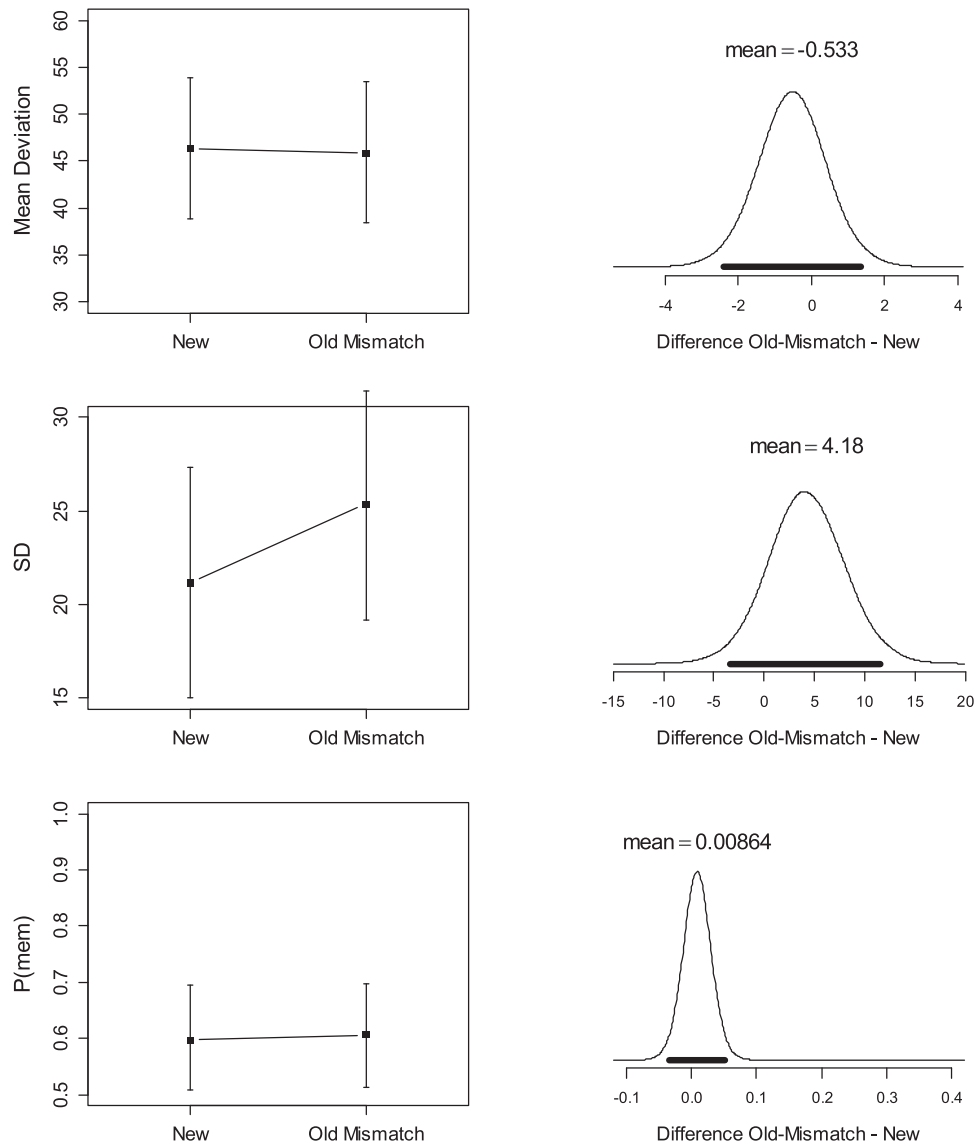 60
55
50
45
40
35
30
Mean Deviation
New
Old Mismatch
mean = -0.533
-4
-2
0
2
4
Difference Old-Mismatch - New
30
25
20
15
SD
New
Old Mismatch
mean = 4.18
-15
-10
-5
0
5
10
15
20
Difference Old-Mismatch - New
1.0
0.9
0.8
0.7
0.6
0.5
P(mem)
New
Old Mismatch
mean = 0.00864
-0.1
0.0
0.1
0.2
0.3
0.4
Difference Old-Mismatch - New